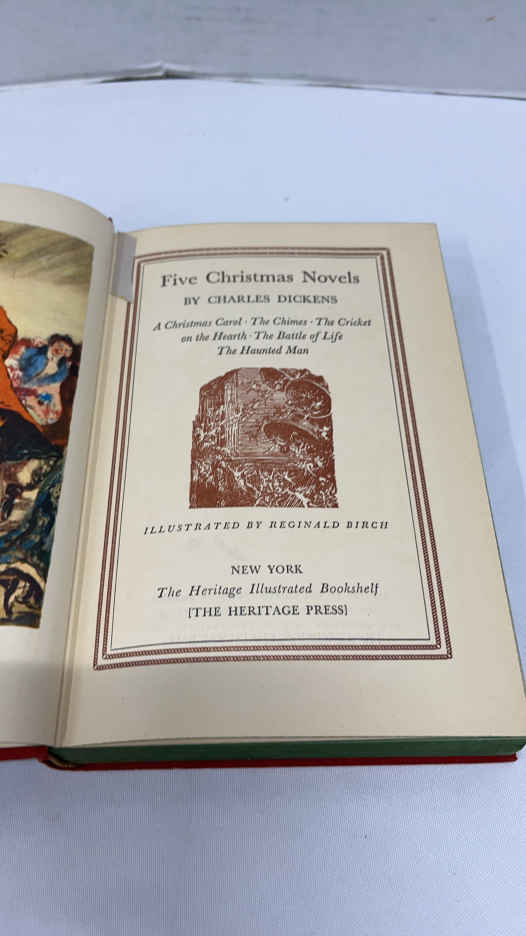 Five Christmas Novels
BY CHARLES DICKENS
A Christmas Carol · The Chimes · The Cricket
on the Hearth · The Battle of Life
The Haunted Man
ILLUSTRATED BY REGINALD BIRCH
NEW YORK
The Heritage Illustrated Bookshelf
[THE HERITAGE PRESS]